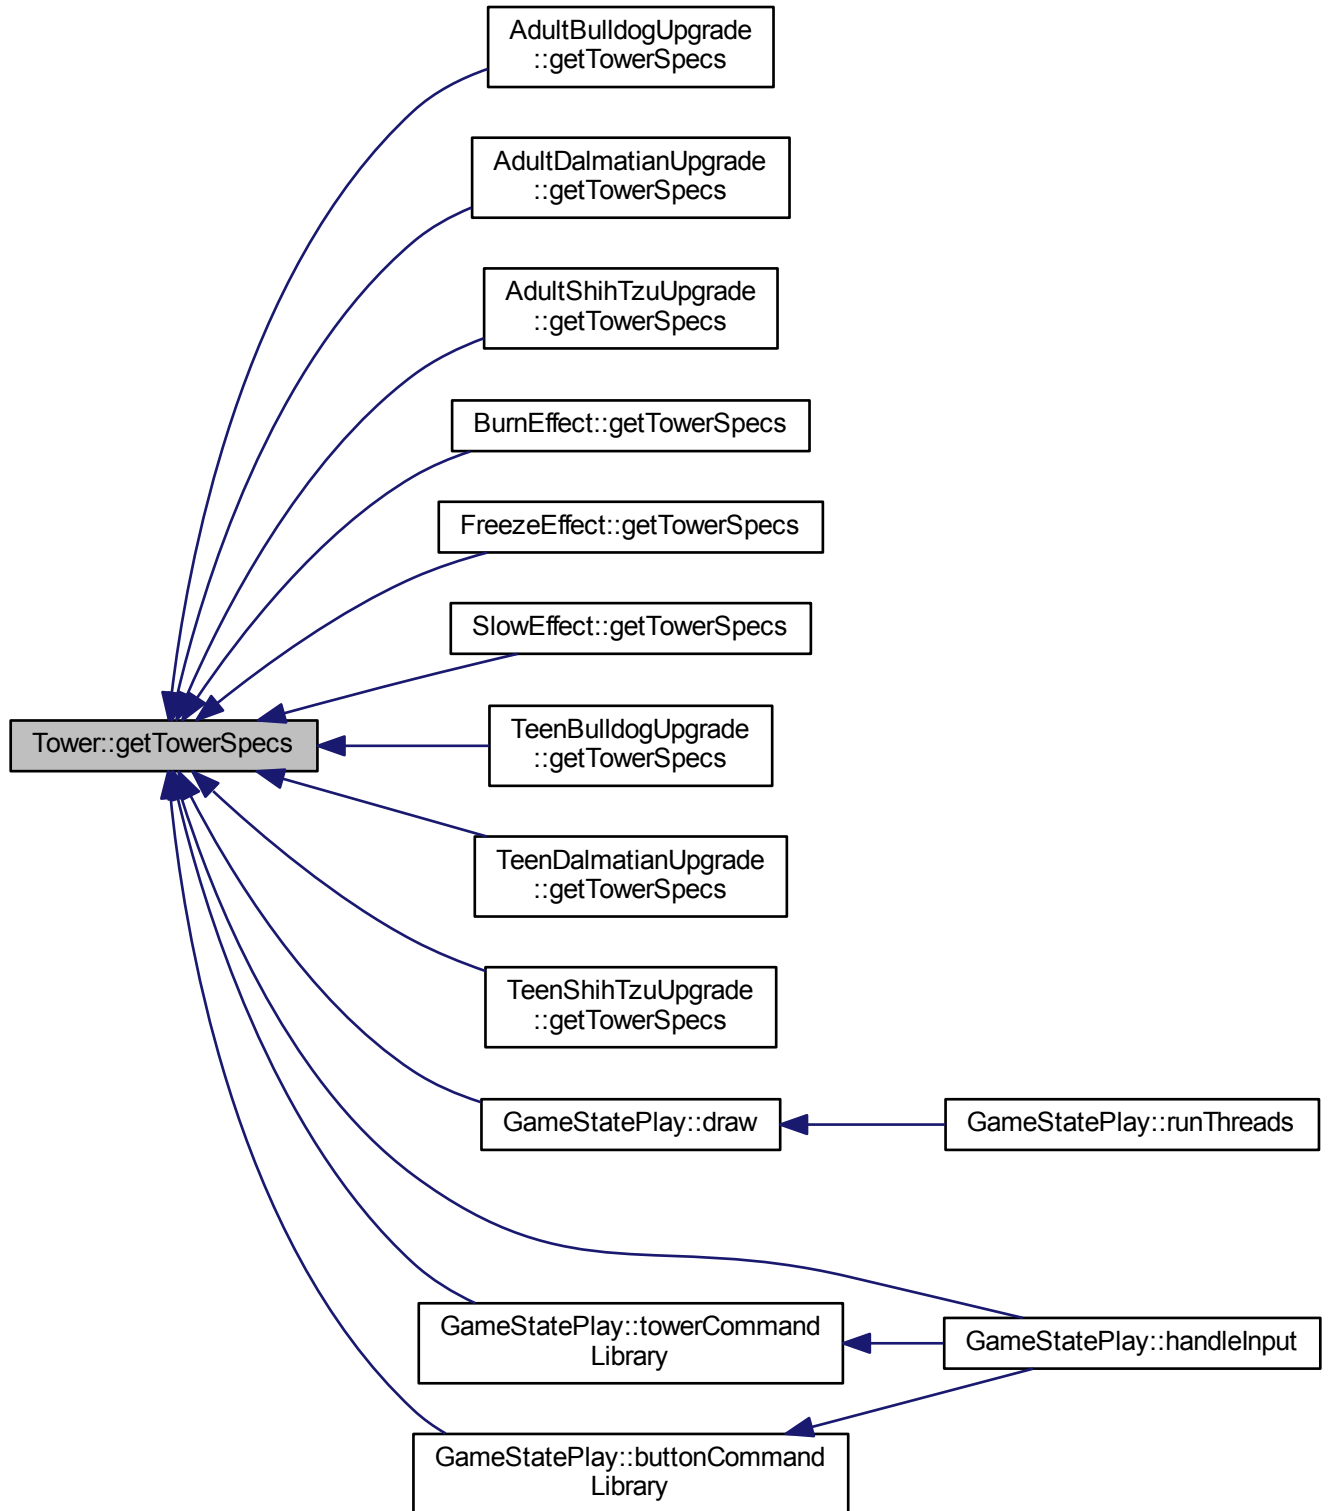 AdultBulldogUpgrade
::getTowerSpecs
AdultDalmatianUpgrade
::getTowerSpecs
AdultShihTzuUpgrade
::getTowerSpecs
BurnEffect::getTowerSpecs
FreezeEffect::getTowerSpecs
SlowEffect::getTowerSpecs
Tower::getTowerSpecs
TeenBulldogUpgrade
::getTowerSpecs
TeenDalmatianUpgrade
::getTowerSpecs
TeenShihTzuUpgrade
::getTowerSpecs
GameStatePlay::draw
GameStatePlay::runThreads
GameStatePlay::towerCommand
Library
GameStatePlay::handleInput
GameStatePlay::buttonCommand
Library